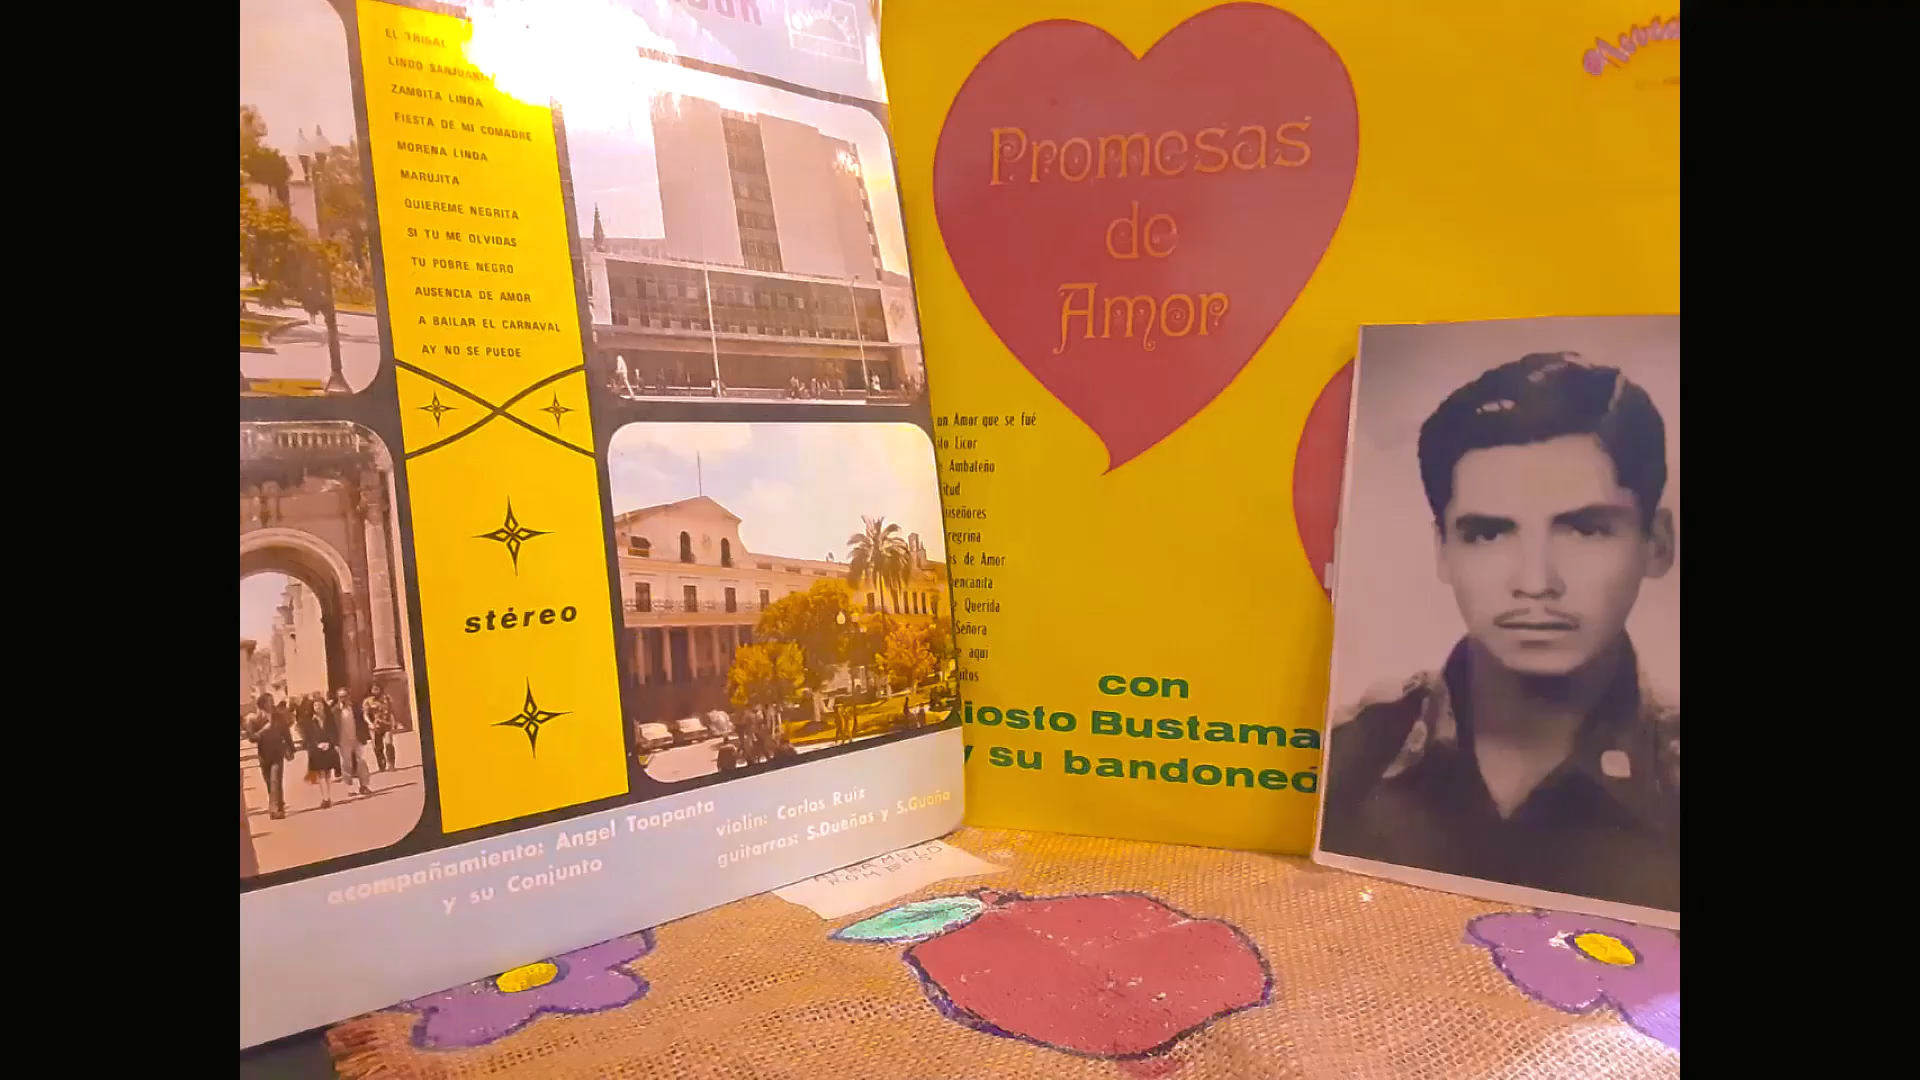 EL TRIGAL
LINDO SANJUANITO
ZAMBITA LINDA
FIESTA DE MI COMADRE
MORENA LINDA
MARUJITA
QUIEREME NEGRITA
SI TU ME OLVIDAS
TU POBRE NEGRO
AUSENCIA DE AMOR
A BAILAR EL CARNAVAL
AY NO SE PUEDE
stéreo
acompañamiento: Angel Toapanta
y su Conjunto
violin: Carlos Ruiz
guitarras: S.Dueñas y S.Guaña
Promesas
de
Amor
un Amor que se fué
Licor
Ambateño
de Amor
Querida
Señora
aqui
con
iosto Bustama
y su bandoneó
ROMERO